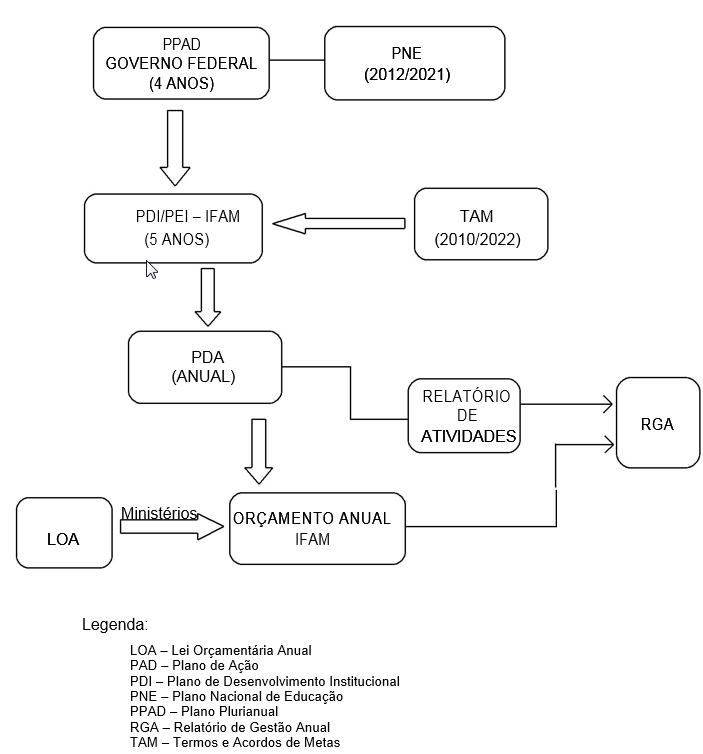 PPAD
GOVERNO FEDERAL
(4 ANOS)
PNE
(2012/2021)
PDI/PEI – IFAM
(5 ANOS)
TAM
(2010/2022)
PDA
(ANUAL)
RELATÓRIO
DE
ATIVIDADES
RGA
LOA
Ministérios
ORÇAMENTO ANUAL
IFAM
Legenda:
LOA – Lei Orçamentária Anual
PAD – Plano de Ação
PDI – Plano de Desenvolvimento Institucional
PNE – Plano Nacional de Educação
PPAD – Plano Plurianual
RGA – Relatório de Gestão Anual
TAM – Termos e Acordos de Metas